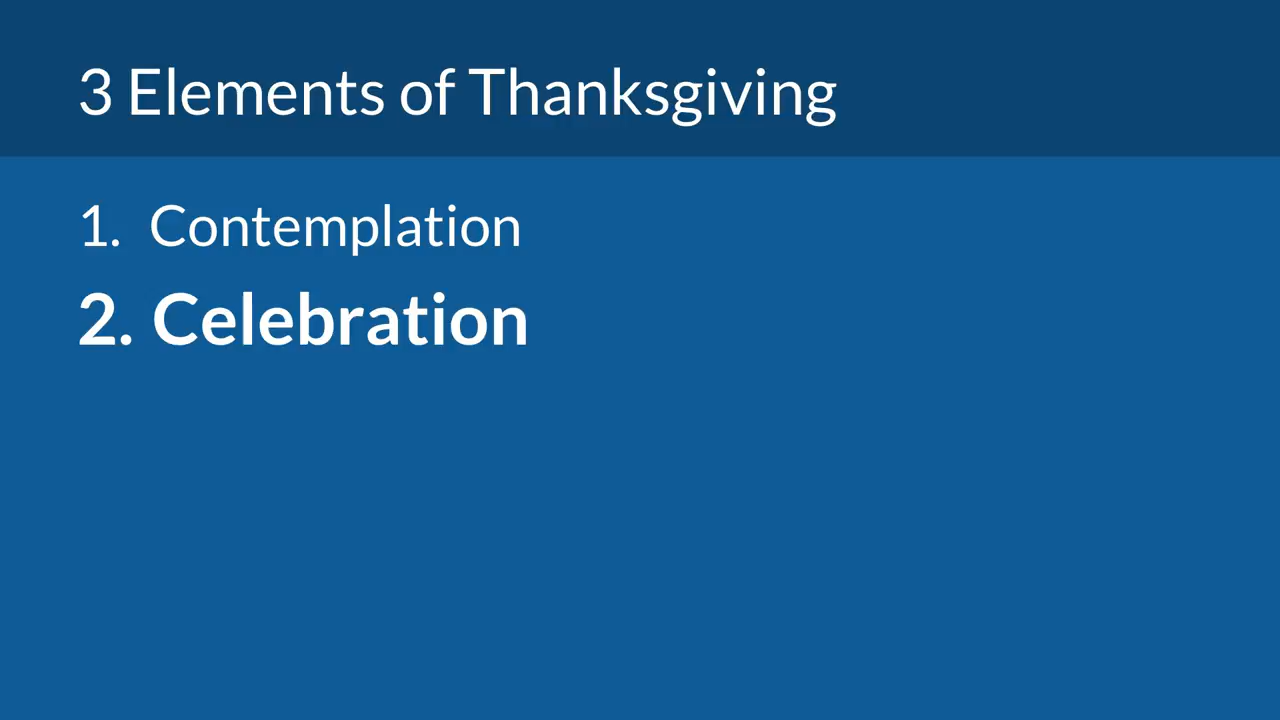 3 Elements of Thanksgiving
1. Contemplation
2. Celebration